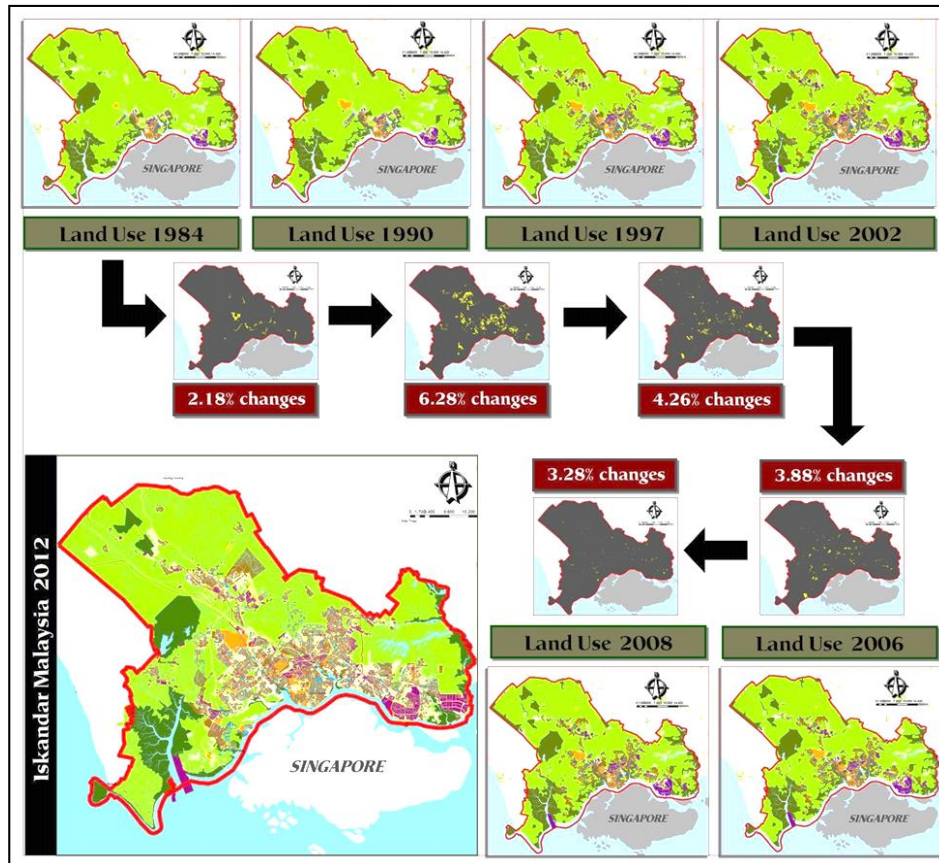 SINGAPORE
SINGAPORE
SINGAPORE
SINGAPORE
Land Use 1984
Land Use 1990
Land Use 1997
Land Use 2002
2.18% changes
6.28% changes
4.26% changes
3.28% changes
3.88% changes
Iskandar Malaysia 2012
SINGAPORE
Land Use 2008
Land Use 2006
SINGAPORE
SINGAPORE